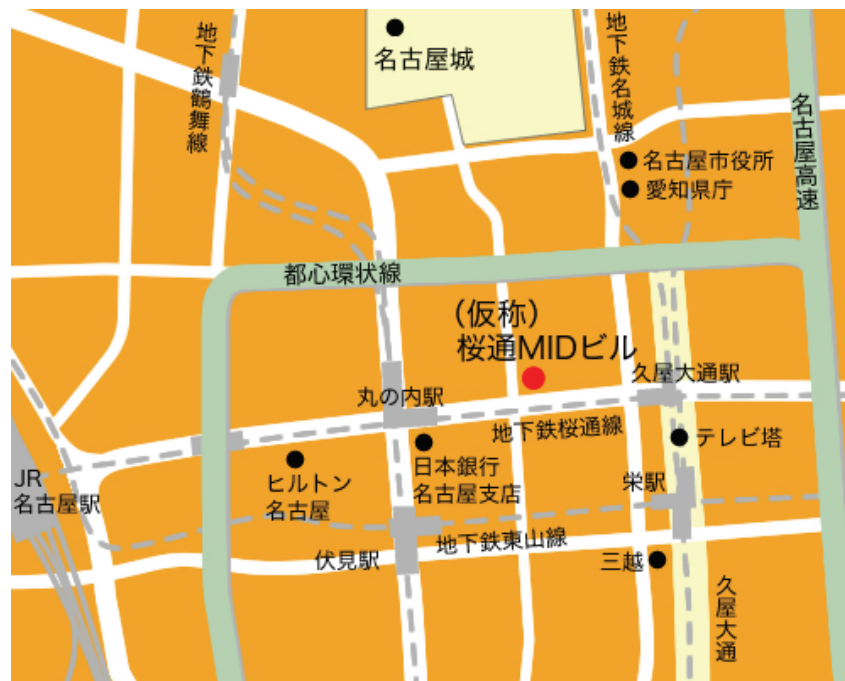 名古屋城
地下鉄鶴舞線
地下鉄名城線
名古屋高速
名古屋市役所
愛知県庁
都心環状線
（仮称）
桜通MIDビル
久屋大通駅
丸の内駅
地下鉄桜通線
テレビ塔
JR
名古屋駅
ヒルトン
名古屋
日本銀行
名古屋支店
栄駅
伏見駅
地下鉄東山線
三越
久屋大通